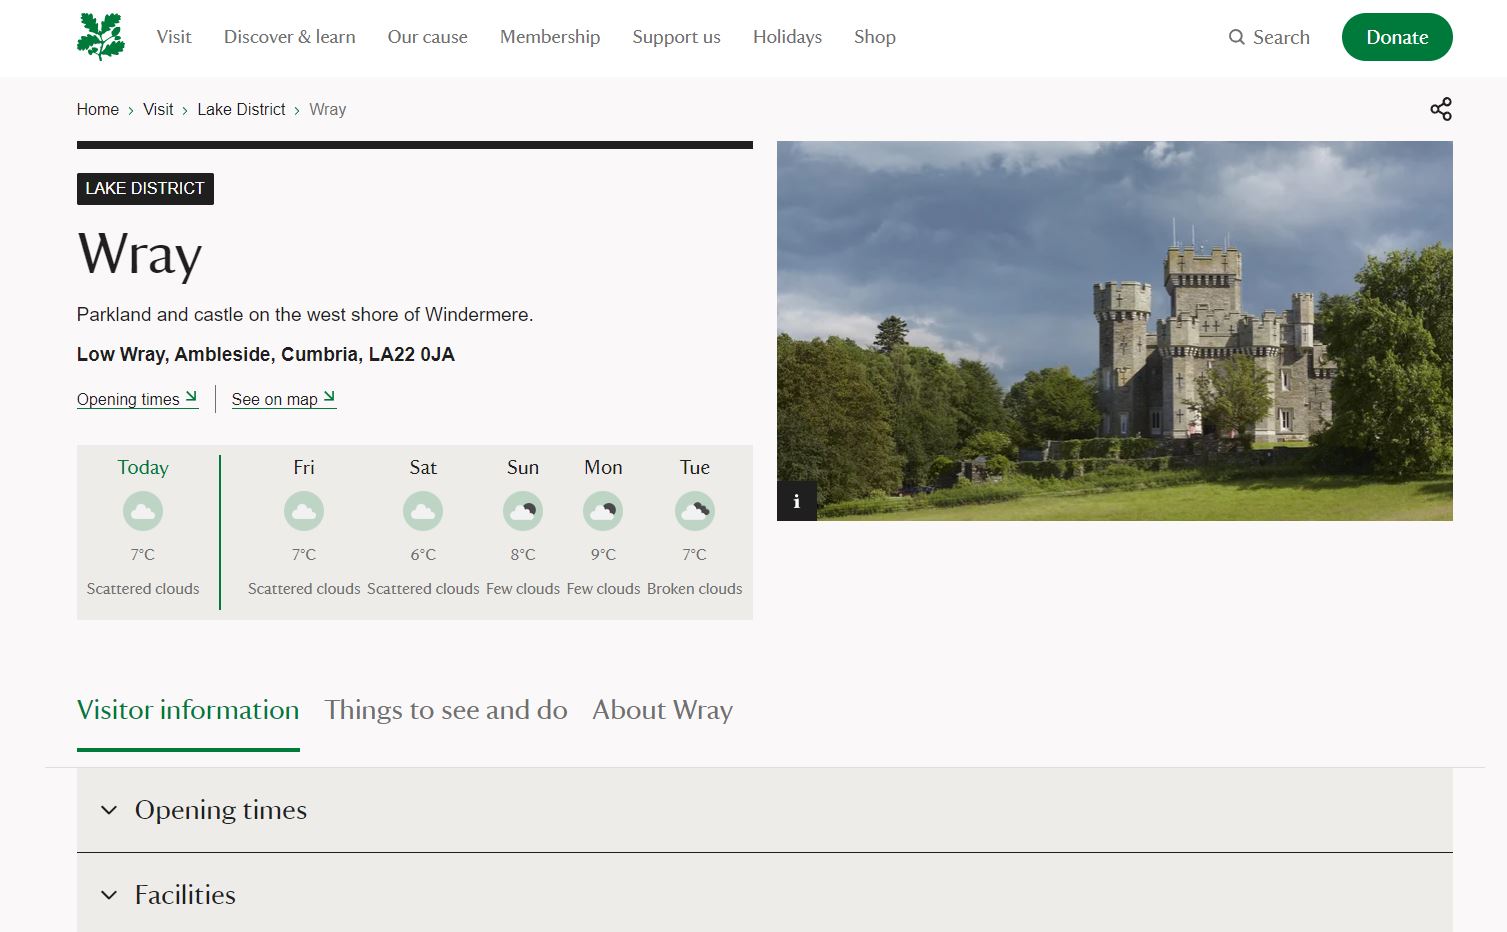 Visit Discover & learn Our cause Membership Support us Holidays Shop Search Donate
Home › Visit › Lake District › Wray
LAKE DISTRICT
Wray
Parkland and castle on the west shore of Windermere.
Low Wray, Ambleside, Cumbria, LA22 0JA
Opening times See on map
Today Fri Sat Sun Mon Tue
7°C 7°C 6°C 8°C 9°C 7°C
Scattered clouds Scattered clouds Scattered clouds Few clouds Few clouds Broken clouds
i
Visitor information Things to see and do About Wray
Opening times
Facilities